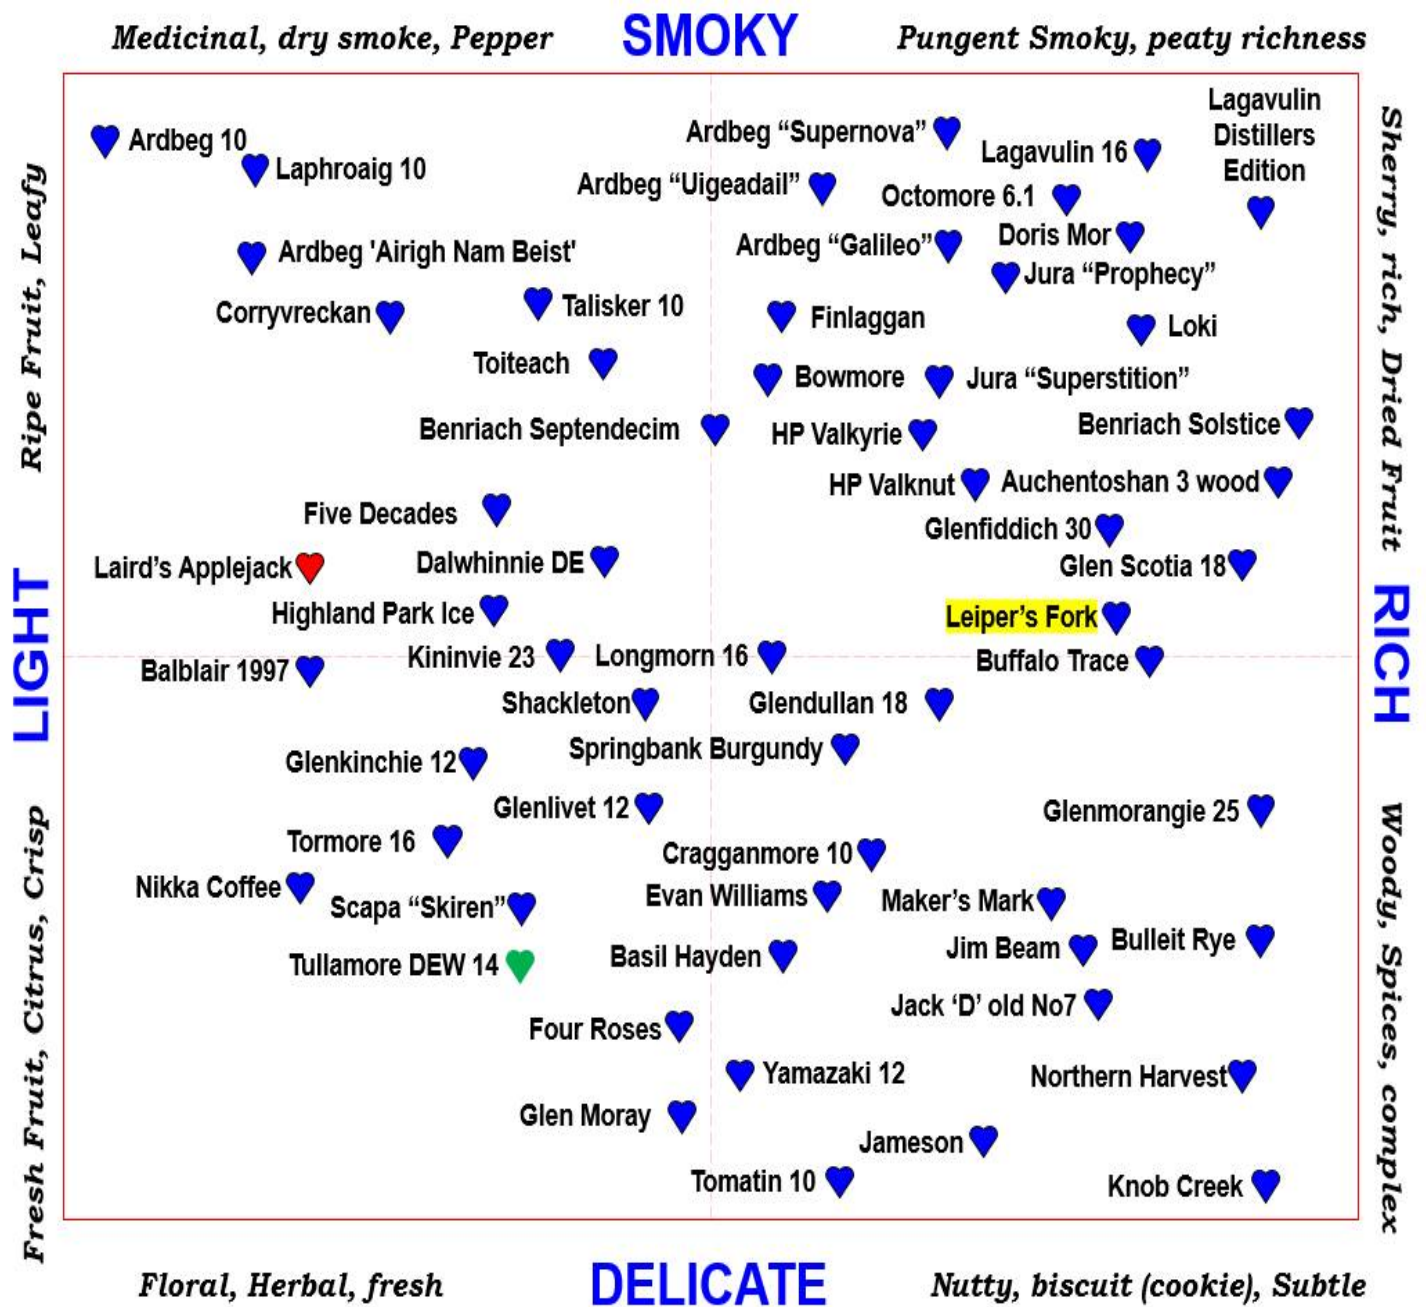 SMOKY
Medicinal, dry smoke, Pepper
Pungent Smoky, peaty richness
Ripe Fruit, Leafy
LIGHT
Fresh Fruit, Citrus, Crisp
Sherry, rich, Dried Fruit
RICH
Woody, Spices, complex
Lagavulin
Distillers
Edition
Ardbeg 10
Ardbeg “Supernova”
Lagavulin 16
Laphroaig 10
Ardbeg “Uigeadail”
Octomore 6.1
Ardbeg 'Airigh Nam Beist'
Ardbeg “Galileo”
Doris Mor
Jura “Prophecy”
Corryvreckan
Talisker 10
Finlaggan
Loki
Toiteach
Bowmore
Jura “Superstition”
Benriach Septendecim
HP Valkyrie
Benriach Solstice
HP Valknut
Auchentoshan 3 wood
Five Decades
Glenfiddich 30
Laird’s Applejack
Dalwhinnie DE
Glen Scotia 18
Highland Park Ice
Leiper’s Fork
Kininvie 23
Longmorn 16
Buffalo Trace
Balblair 1997
Shackleton
Glendullan 18
Springbank Burgundy
Glenkinchie 12
Glenlivet 12
Glenmorangie 25
Tormore 16
Cragganmore 10
Nikka Coffee
Evan Williams
Maker’s Mark
Scapa “Skiren”
Basil Hayden
Jim Beam
Bulleit Rye
Tullamore DEW 14
Jack ‘D’ old No7
Four Roses
Yamazaki 12
Northern Harvest
Glen Moray
Jameson
Tomatin 10
Knob Creek
Floral, Herbal, fresh
DELICATE
Nutty, biscuit (cookie), Subtle